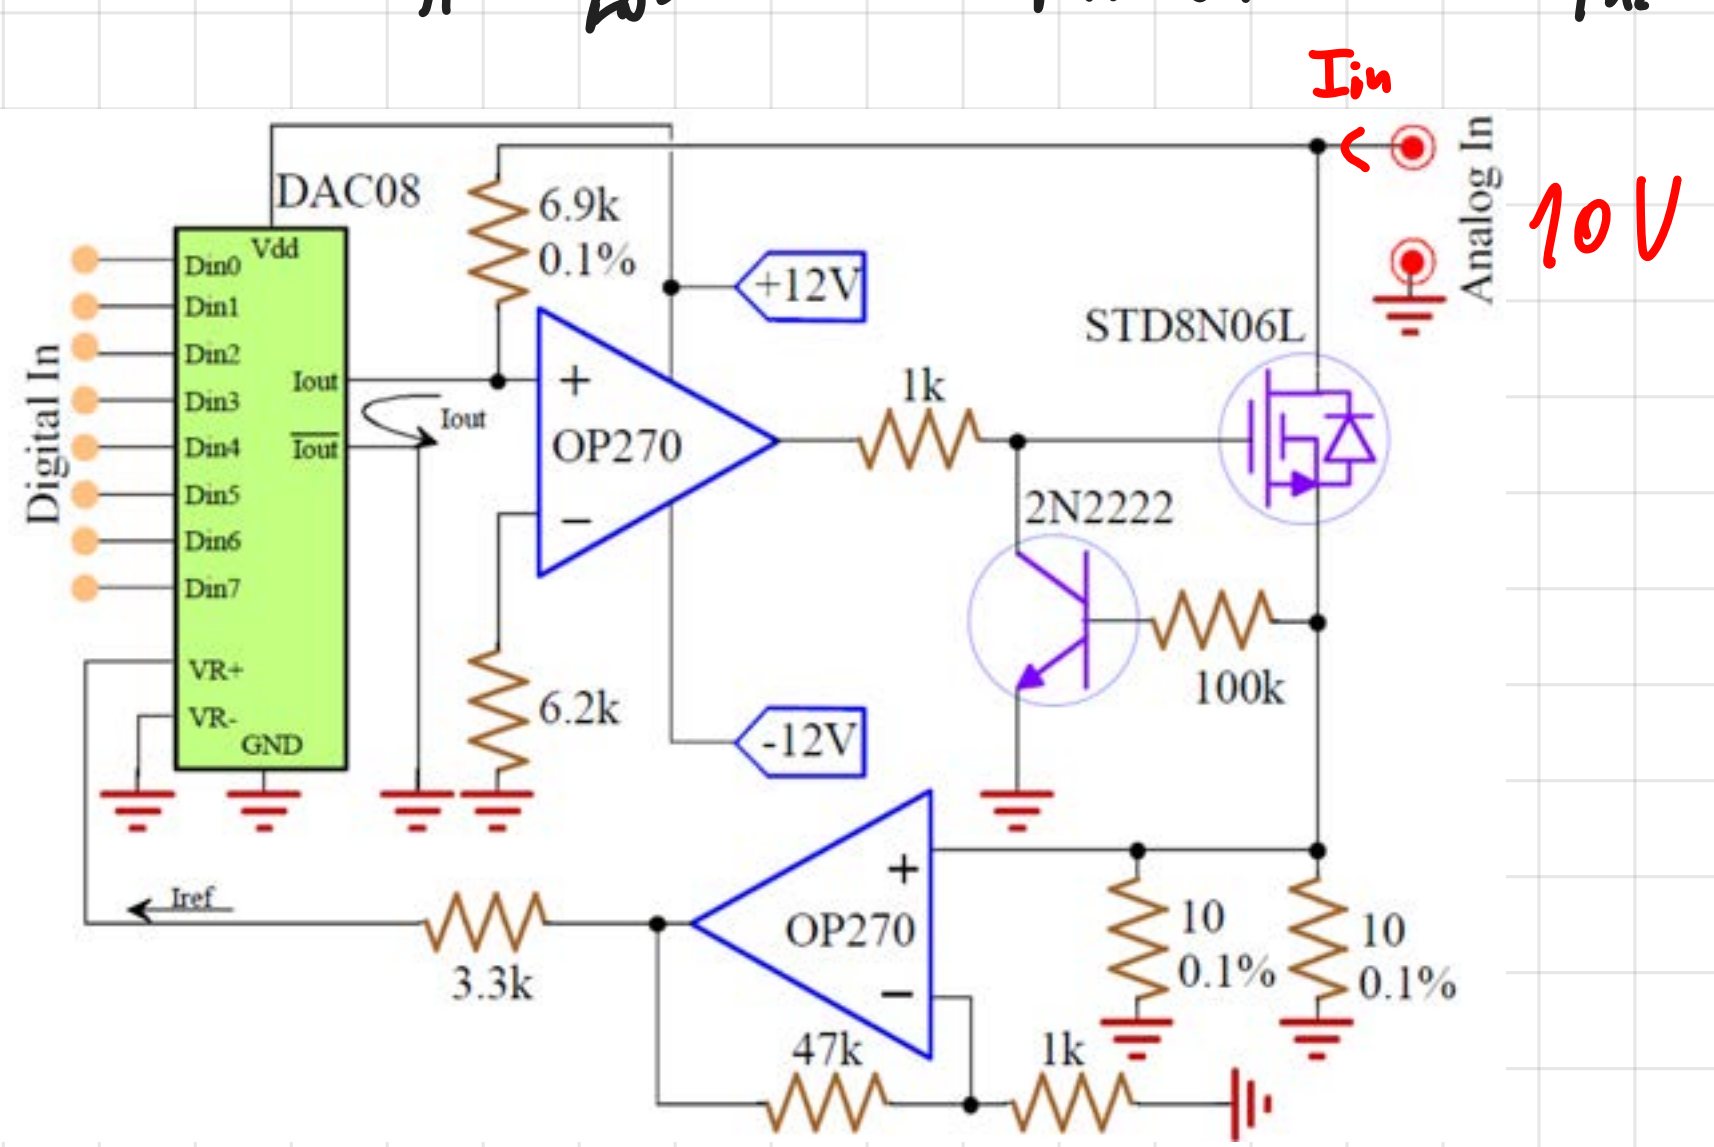 Iin
Analog In
10V
DAC08
Vdd
Din0
Din1
Din2
Din3
Din4
Din5
Din6
Din7
Digital In
Iout
Iout
Iout
VR+
VR-
GND
6.9k
0.1%
+12V
OP270
1k
STD8N06L
2N2222
100k
6.2k
-12V
Iref
3.3k
OP270
10
0.1%
10
0.1%
47k
1k